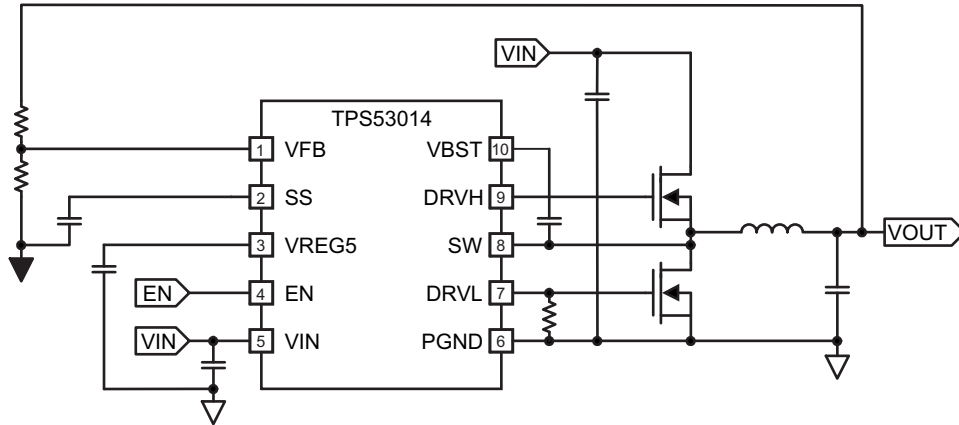 VIN
TPS53014
1 VFB VBST 10
2 SS DRVH 9
3 VREG5 SW 8
VOUT
EN 4 EN DRVL 7
VIN 5 VIN PGND 6